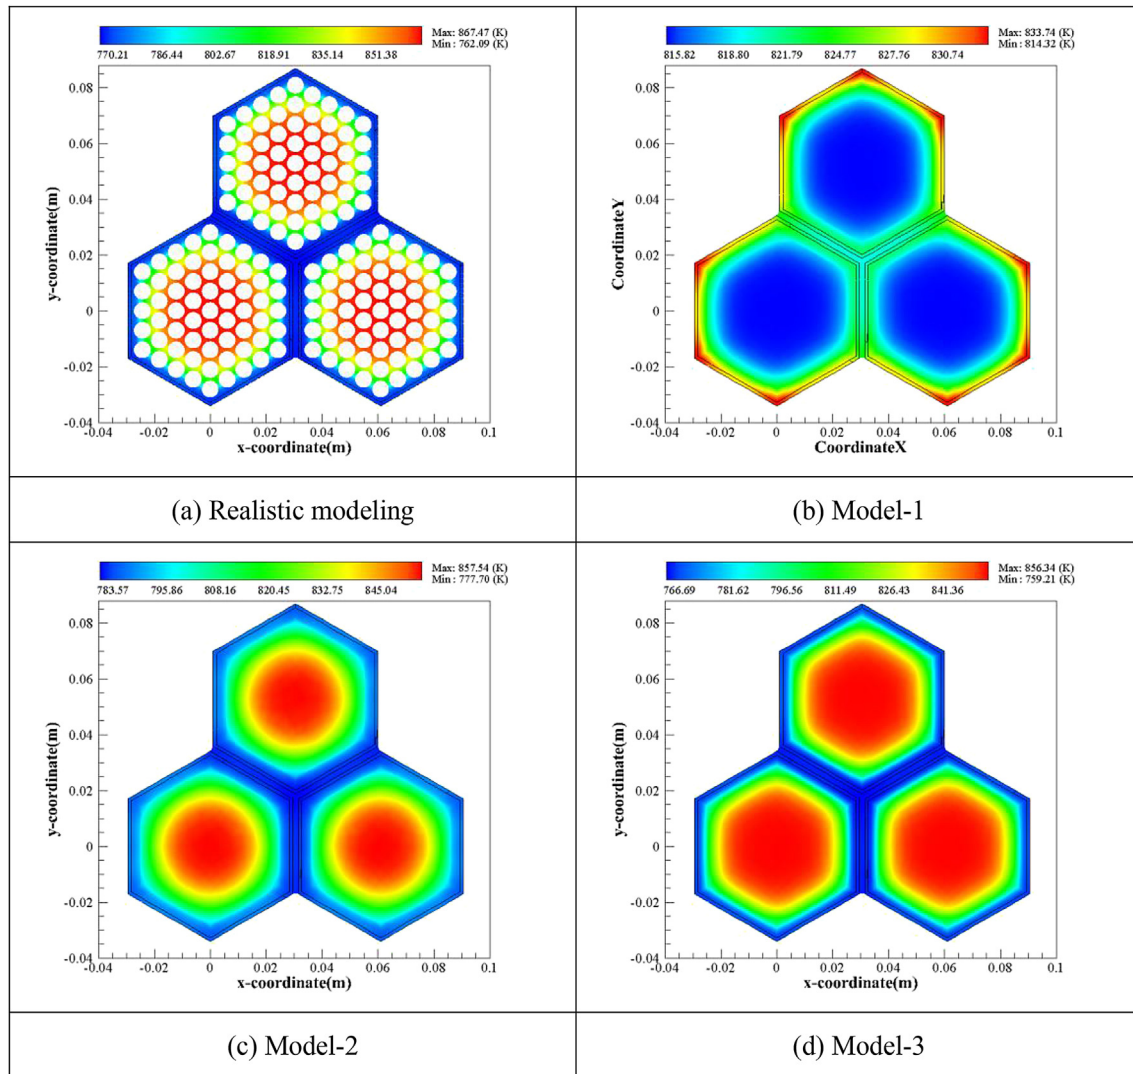 Max: 867.47 (K)
Min : 762.09 (K)
770.21 786.44 802.67 818.91 835.14 851.38
0.08
0.06
0.04
0.02
0
-0.02
-0.04
y-coordinate(m)
-0.04 -0.02 0 0.02 0.04 0.06 0.08 0.1
x-coordinate(m)
Max: 833.74 (K)
Min : 814.32 (K)
815.82 818.80 821.79 824.77 827.76 830.74
0.08
0.06
0.04
0.02
0
-0.02
-0.04
CoordinateY
-0.04 -0.02 0 0.02 0.04 0.06 0.08 0.1
CoordinateX
(a) Realistic modeling
(b) Model-1
Max: 857.54 (K)
Min : 777.70 (K)
783.57 795.86 808.16 820.45 832.75 845.04
0.08
0.06
0.04
0.02
0
-0.02
-0.04
y-coordinate(m)
-0.04 -0.02 0 0.02 0.04 0.06 0.08 0.1
x-coordinate(m)
Max: 856.34 (K)
Min : 759.21 (K)
766.69 781.62 796.56 811.49 826.43 841.36
0.08
0.06
0.04
0.02
0
-0.02
-0.04
y-coordinate(m)
-0.04 -0.02 0 0.02 0.04 0.06 0.08 0.1
x-coordinate(m)
(c) Model-2
(d) Model-3